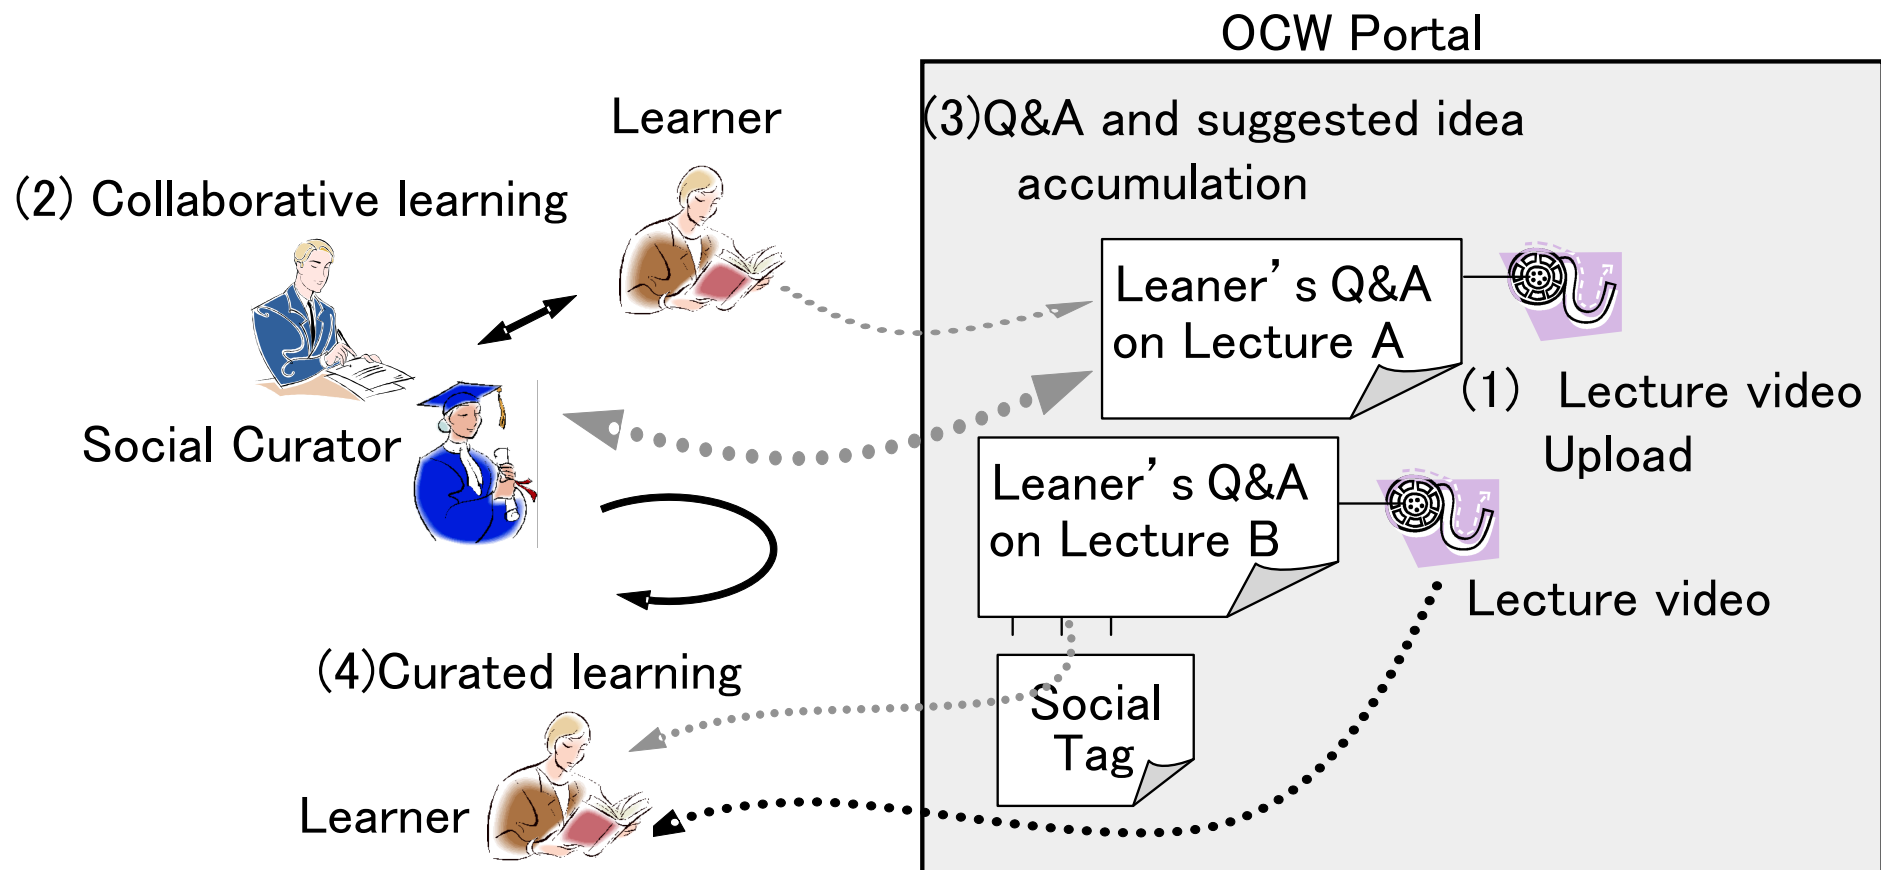 OCW Portal
Learner
(3)Q&A and suggested idea
accumulation
(2) Collaborative learning
Leaner's Q&A
on Lecture A
(1) Lecture video
Upload
Social Curator
Leaner's Q&A
on Lecture B
Lecture video
(4)Curated learning
Social
Tag
Learner